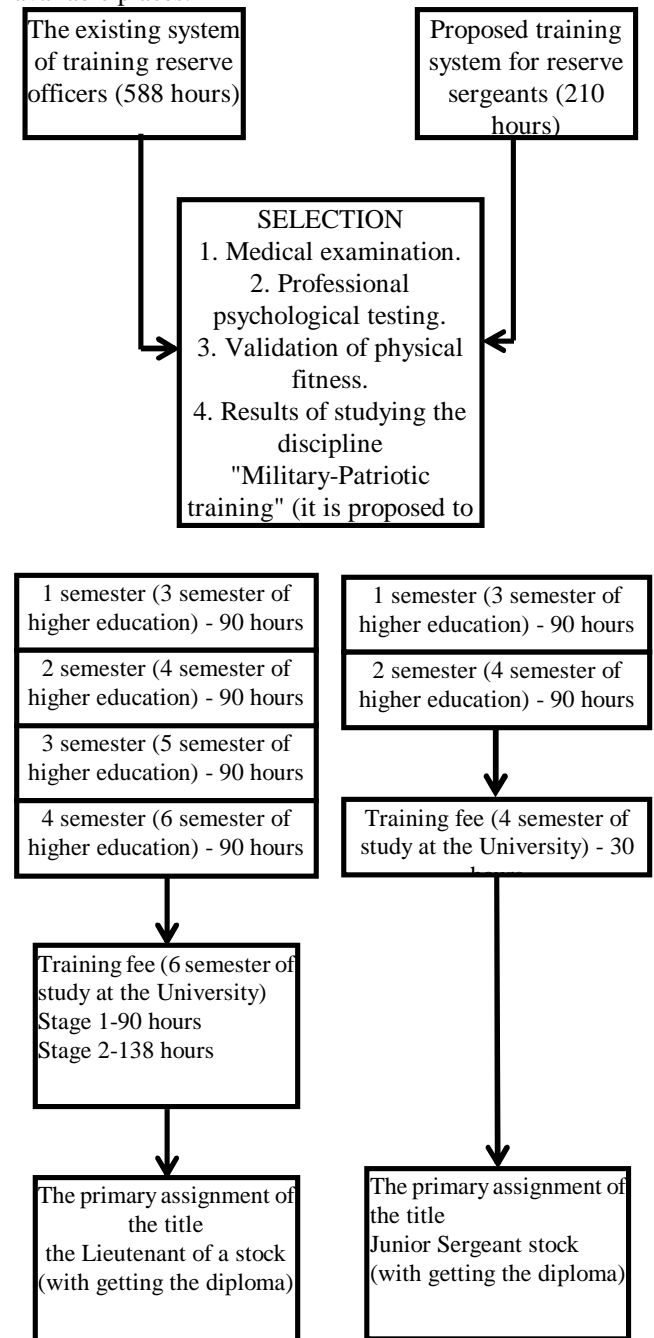 The existing system
of training reserve
officers (588 hours)
Proposed training
system for reserve
sergeants (210
hours)
SELECTION
1. Medical examination.
2. Professional
psychological testing.
3. Validation of physical
fitness.
4. Results of studying the
discipline
"Military-Patriotic
training" (it is proposed to
1 semester (3 semester of
higher education) - 90 hours
2 semester (4 semester of
higher education) - 90 hours
3 semester (5 semester of
higher education) - 90 hours
4 semester (6 semester of
higher education) - 90 hours
1 semester (3 semester of
higher education) - 90 hours
2 semester (4 semester of
higher education) - 90 hours
Training fee (4 semester of
study at the University) - 30
Training fee (6 semester of
study at the University)
Stage 1-90 hours
Stage 2-138 hours
The primary assignment of
the title
the Lieutenant of a stock
(with getting the diploma)
The primary assignment of
the title
Junior Sergeant stock
(with getting the diploma)